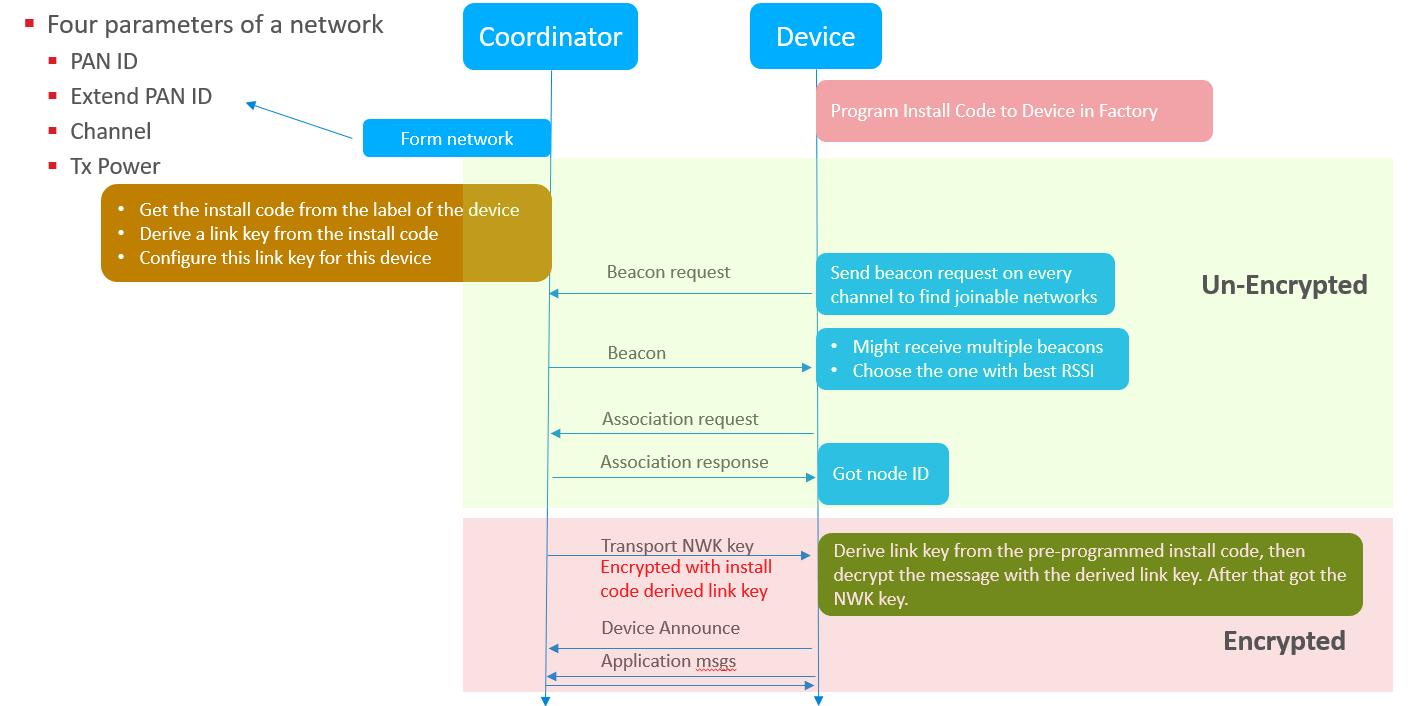 Four parameters of a network
PAN ID
Extend PAN ID
Channel
Tx Power
Coordinator
Device
Program Install Code to Device in Factory
Form network
• Get the install code from the label of the device
• Derive a link key from the install code
• Configure this link key for this device
Un-Encrypted
Beacon request
Send beacon request on every
channel to find joinable networks
Beacon
• Might receive multiple beacons
• Choose the one with best RSSI
Association request
Association response
Got node ID
Transport NWK key
Encrypted with install
code derived link key
Derive link key from the pre-programmed install code, then
decrypt the message with the derived link key. After that got the
NWK key.
Device Announce
Encrypted
Application msgs